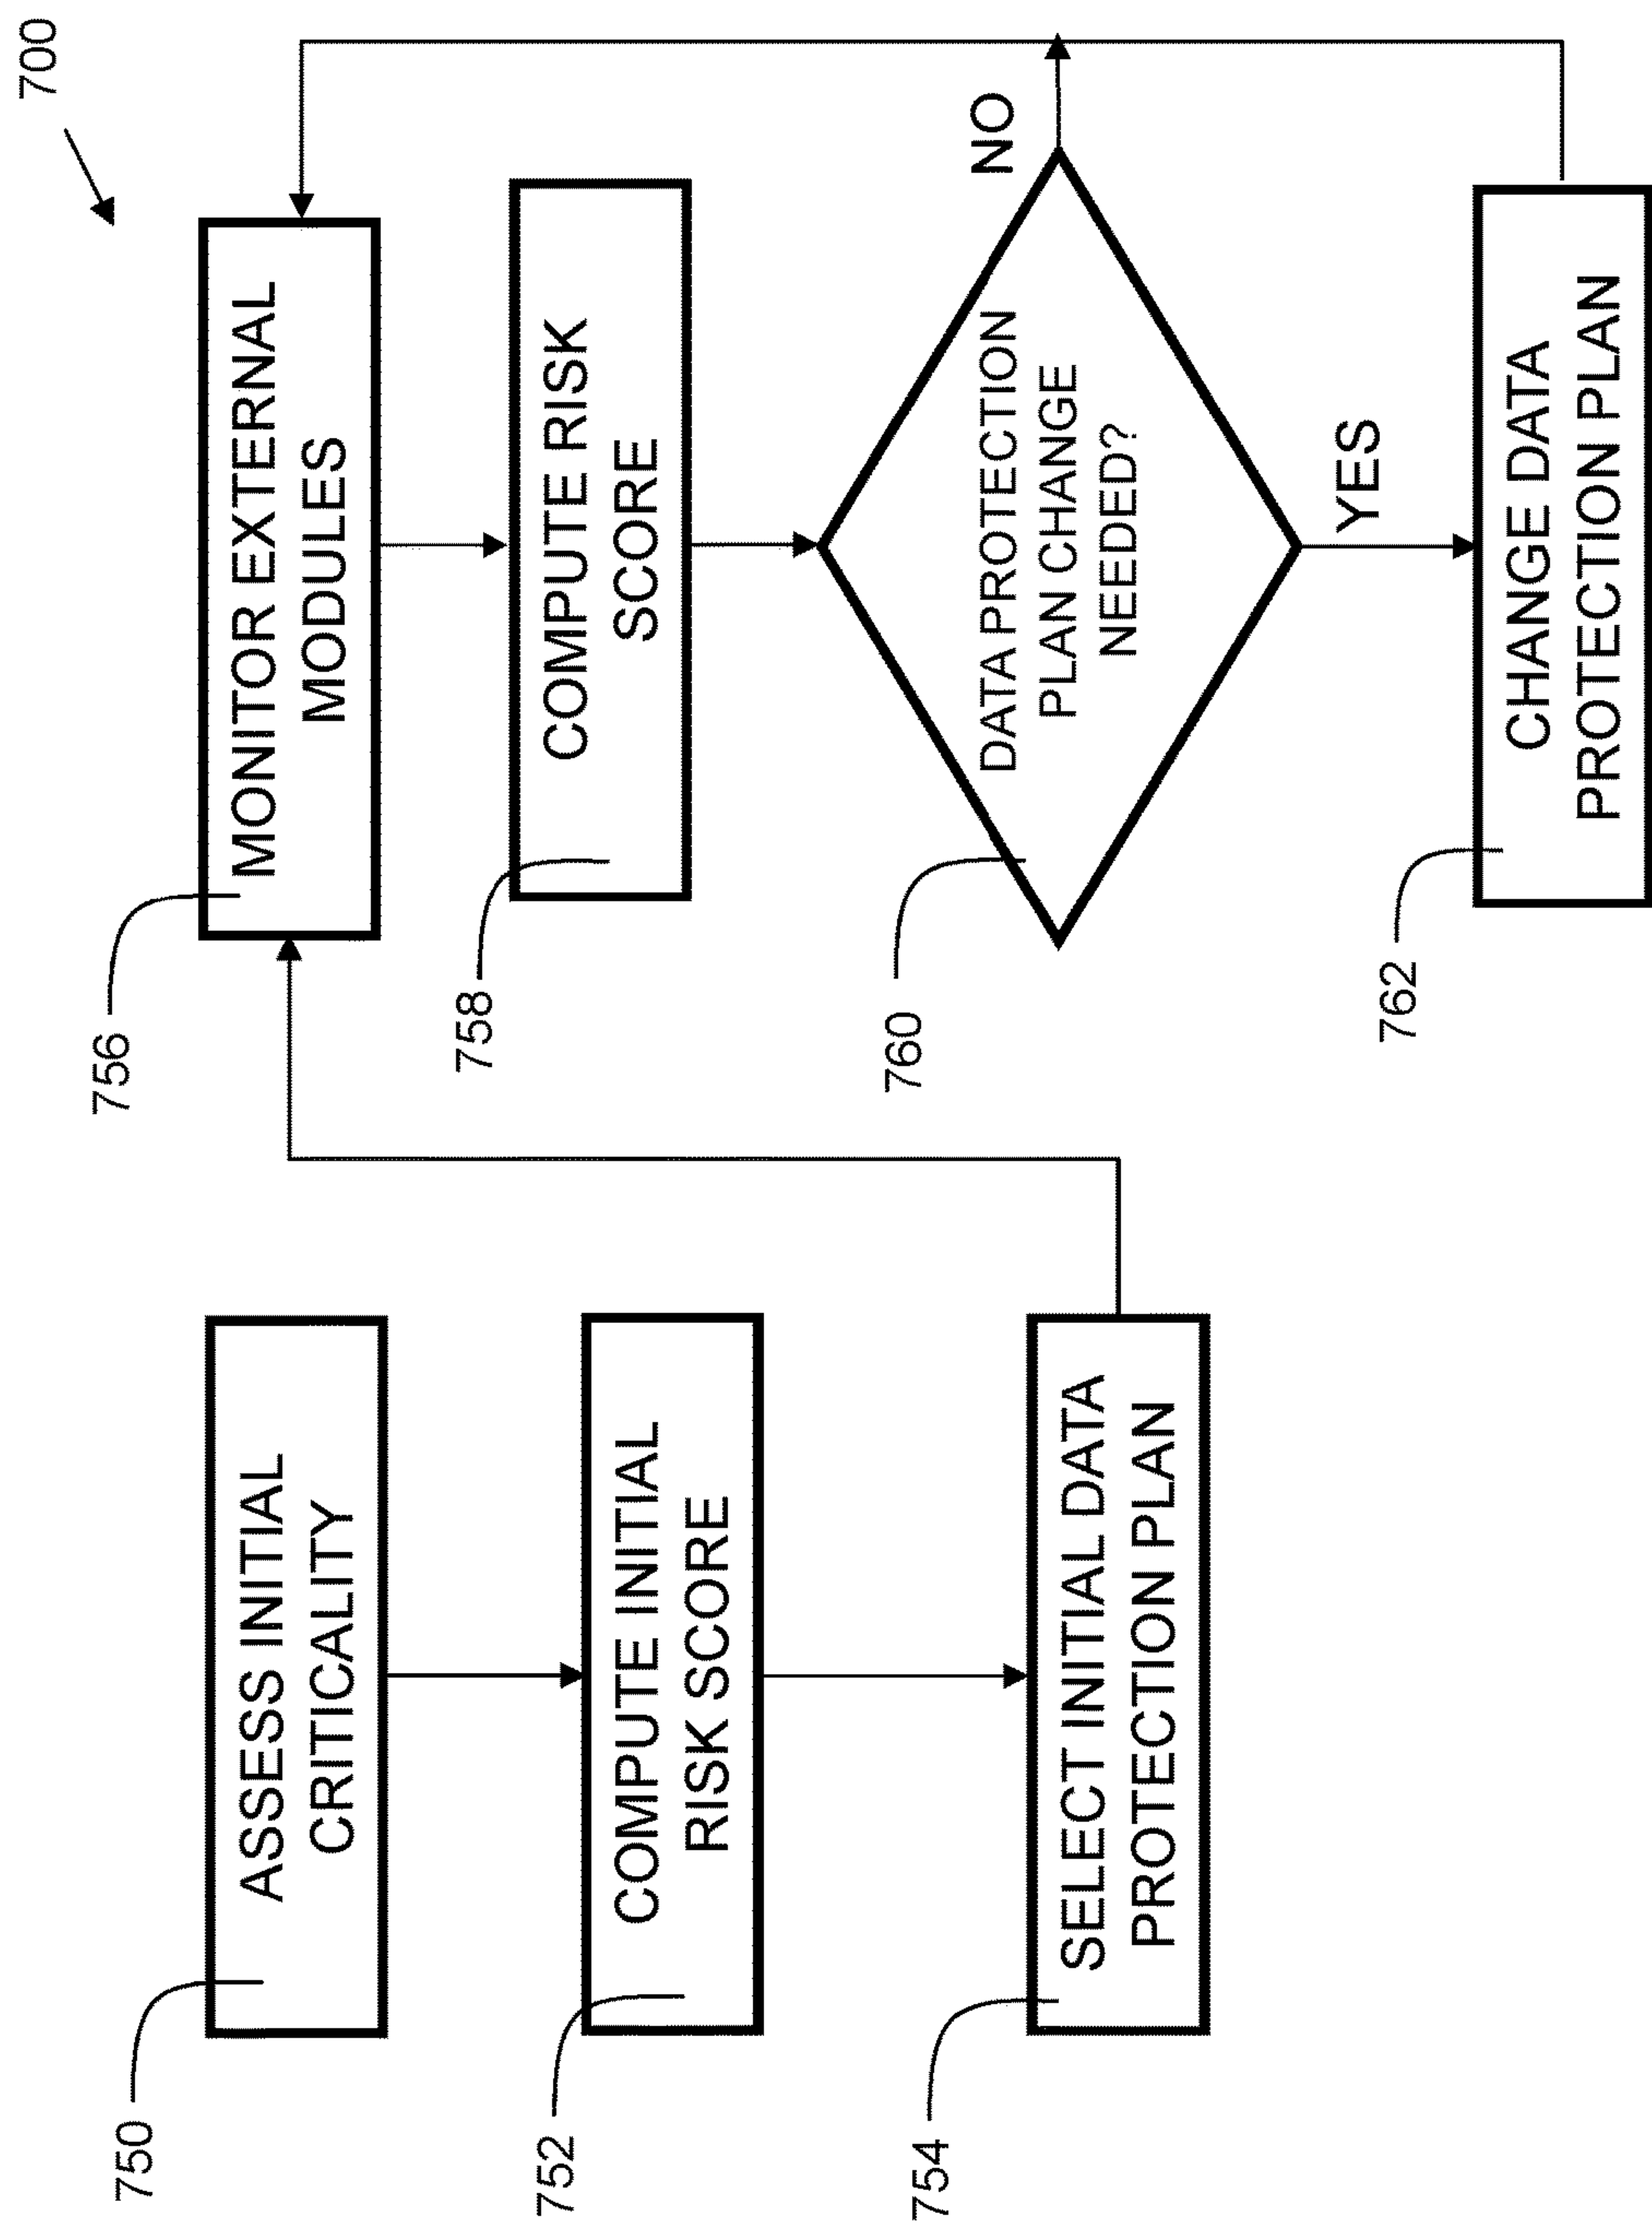 700
750
ASSESS INITIAL
CRITICALITY
752
COMPUTE INITIAL
RISK SCORE
754
SELECT INITIAL DATA
PROTECTION PLAN
756
MONITOR EXTERNAL
MODULES
758
COMPUTE RISK
SCORE
760
DATA PROTECTION
PLAN CHANGE
NEEDED?
NO
YES
762
CHANGE DATA
PROTECTION PLAN